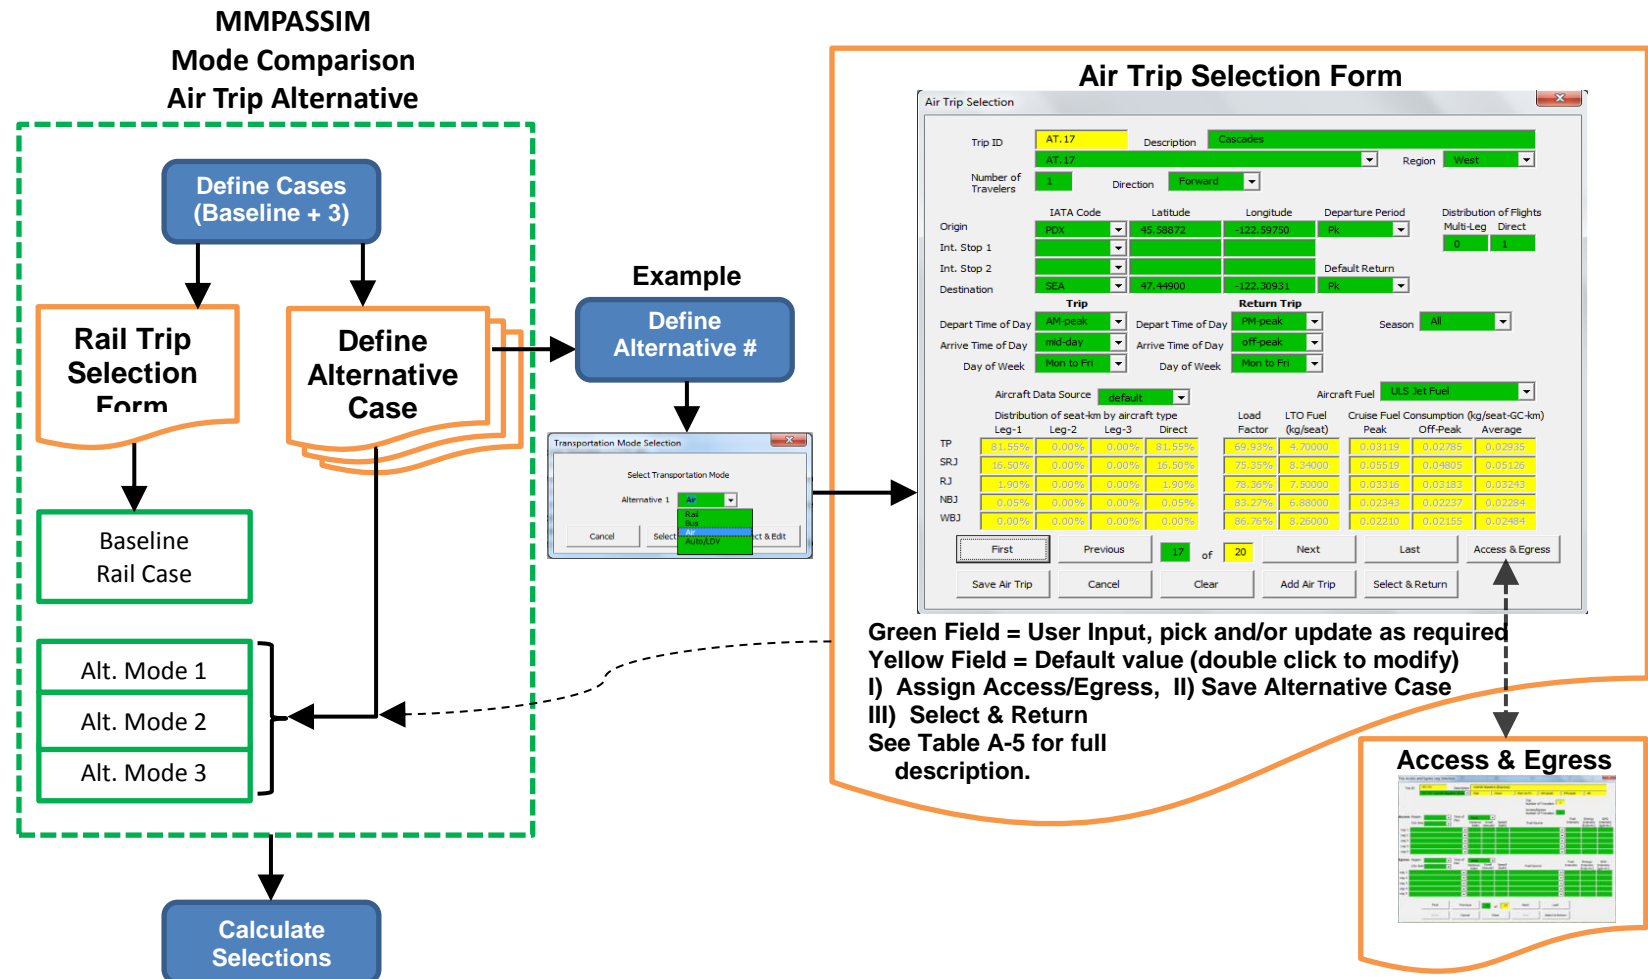 MMPASSIM
Mode Comparison
Air Trip Alternative
Define Cases
(Baseline + 3)
Rail Trip
Selection
Form
Define
Alternative
Case
Baseline
Rail Case
Alt. Mode 1
Alt. Mode 2
Alt. Mode 3
Calculate
Selections
Example
Define
Alternative #
Transportation Mode Selection
Select Transportation Mode
Alternative 1 Air
Rail
Bus
Air
Auto/LDV
Cancel Select & Edit
Air Trip Selection Form
Air Trip Selection
Trip ID AT.17 Description Cascades
AT.17 Region West
Number of
Travelers 1 Direction Forward
IATA Code Latitude Longitude Departure Period Distribution of Flights
Multi-Leg Direct
Origin PDX 45.58872 -122.59750 Pk 0 1
Int. Stop 1
Int. Stop 2 Default Return
Destination SEA 47.44900 -122.30931 Pk
Trip Return Trip
Depart Time of Day AM-peak Depart Time of Day PM-peak Season All
Arrive Time of Day mid-day Arrive Time of Day off-peak
Day of Week Mon to Fri Day of Week Mon to Fri
Aircraft Data Source default Aircraft Fuel ULS Jet Fuel
Distribution of seat-km by aircraft type Load LTO Fuel Cruise Fuel Consumption (kg/seat-GC-km)
Leg-1 Leg-2 Leg-3 Direct Factor (kg/seat) Peak Off-Peak Average
TP 81.55% 0.00% 0.00% 81.55% 69.93% 4.70000 0.03119 0.02785 0.02935
SRJ 16.50% 0.00% 0.00% 16.50% 75.35% 8.34000 0.05519 0.04805 0.05126
RJ 1.90% 0.00% 0.00% 1.90% 78.36% 7.50000 0.03316 0.03183 0.03243
NBJ 0.05% 0.00% 0.00% 0.05% 83.27% 6.88000 0.02343 0.02237 0.02284
WBJ 0.00% 0.00% 0.00% 0.00% 86.76% 8.26000 0.02210 0.02155 0.02484
First Previous 17 of 20 Next Last Access & Egress
Save Air Trip Cancel Clear Add Air Trip Select & Return
Green Field = User Input, pick and/or update as required
Yellow Field = Default value (double click to modify)
I) Assign Access/Egress, II) Save Alternative Case
III) Select & Return
See Table A-5 for full
description.
Access & Egress